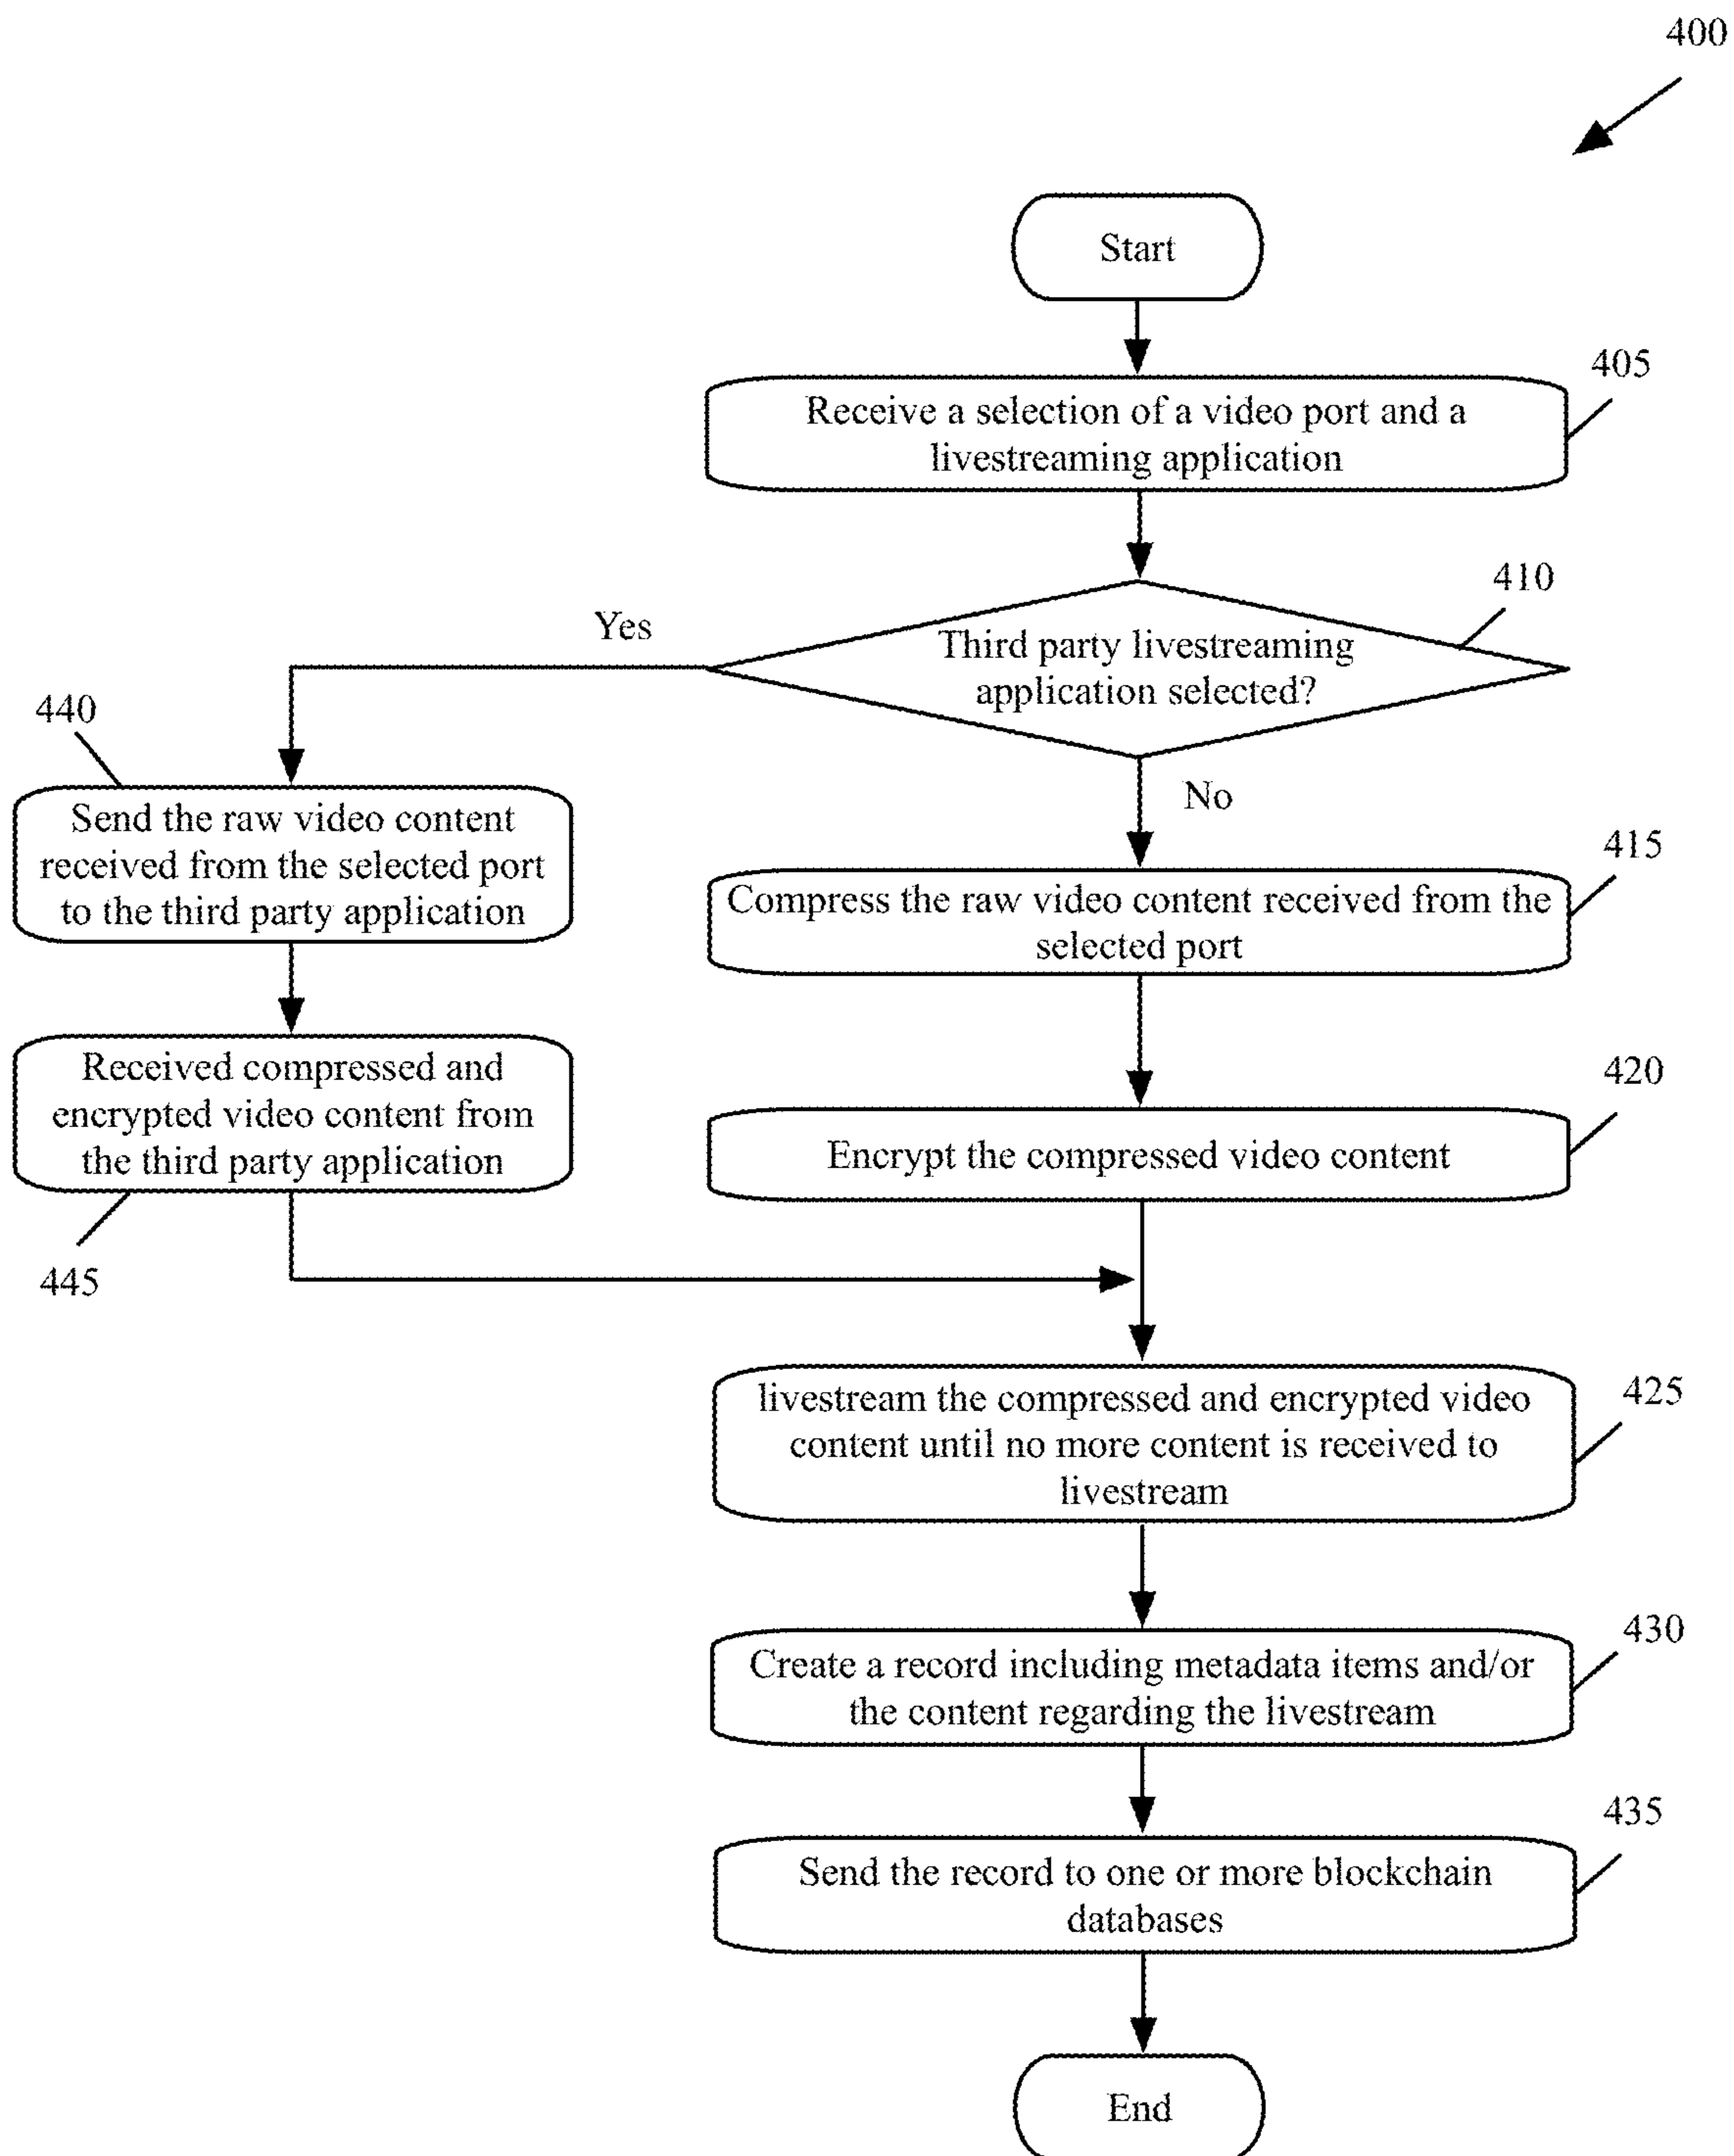 400
Start
405
Receive a selection of a video port and a
livestreaming application
410
Yes
Third party livestreaming
application selected?
440
No
Send the raw video content
received from the selected port
to the third party application
415
Compress the raw video content received from the
selected port
Received compressed and
encrypted video content from
the third party application
445
420
Encrypt the compressed video content
425
livestream the compressed and encrypted video
content until no more content is received to
livestream
430
Create a record including metadata items and/or
the content regarding the livestream
435
Send the record to one or more blockchain
databases
End